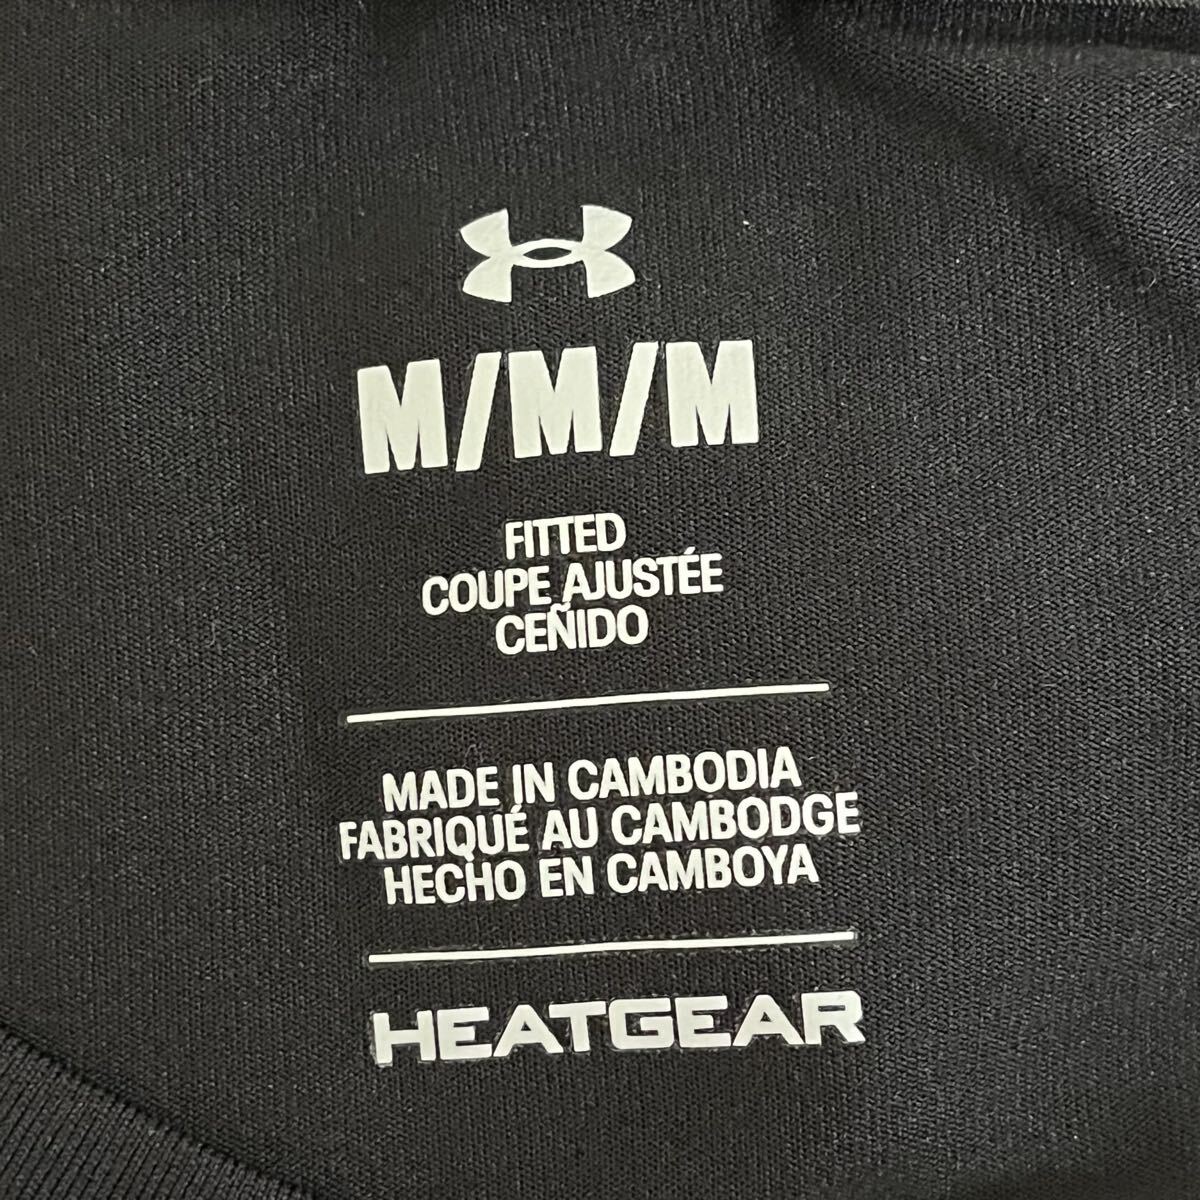 M/M/M
FITTED
COUPE AJUSTÉE
CEÑIDO
MADE IN CAMBODIA
FABRIQUÉ AU CAMBODGE
HECHO EN CAMBOYA
HEATGEAR